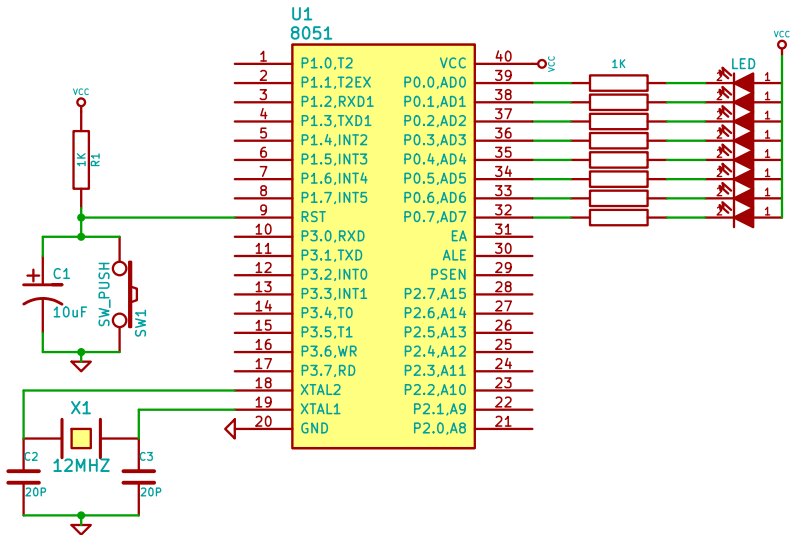 U1
8051
1 P1.0,T2 VCC 40 VCC
2 P1.1,T2EX P0.0,AD0 39 1K LED VCC
3 P1.2,RXD1 P0.1,AD1 38
4 P1.3,TXD1 P0.2,AD2 37
5 P1.4,INT2 P0.3,AD3 36
6 P1.5,INT3 P0.4,AD4 35
7 P1.6,INT4 P0.5,AD5 34
8 P1.7,INT5 P0.6,AD6 33
9 RST P0.7,AD7 32
10 P3.0,RXD EA 31
11 P3.1,TXD ALE 30
12 P3.2,INT0 PSEN 29
13 P3.3,INT1 P2.7,A15 28
14 P3.4,T0 P2.6,A14 27
15 P3.5,T1 P2.5,A13 26
16 P3.6,WR P2.4,A12 25
17 P3.7,RD P2.3,A11 24
18 XTAL2 P2.2,A10 23
19 XTAL1 P2.1,A9 22
20 GND P2.0,A8 21
2 1
2 1
2 1
2 1
2 1
2 1
2 1
2 1
VCC
1K
R1
+
C1
10uF
SW_PUSH
SW1
X1
12MHZ
C2
20P
C3
20P